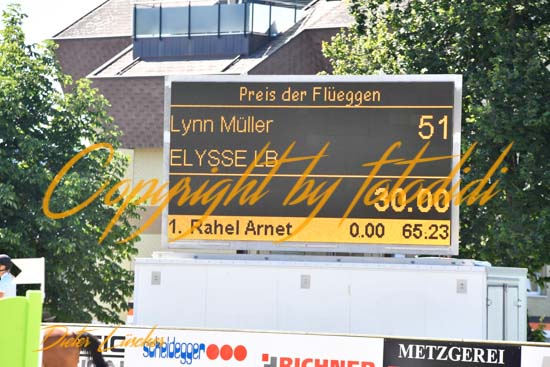 Preis der Flüeggen
Lynn Müller 51
ELYSSE LB
30.00
1. Rahel Arnet 0.00 65.23
Copyright by fotodidi
scheidegger
METZGEREI